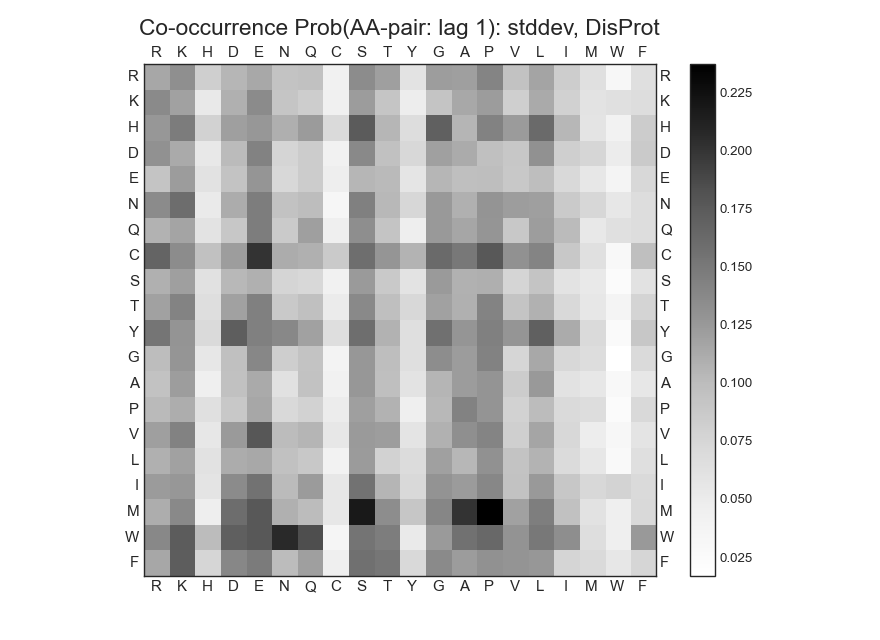 Co-occurrence Prob(AA-pair: lag 1): stddev, DisProt
R K H D E N Q C S T Y G A P V L I M W F
R R
K K
H H
D D
E E
N N
Q Q
C C
S S
T T
Y Y
G G
A A
P P
V V
L L
I I
M M
W W
F F
R K H D E N Q C S T Y G A P V L I M W F
0.225
0.200
0.175
0.150
0.125
0.100
0.075
0.050
0.025